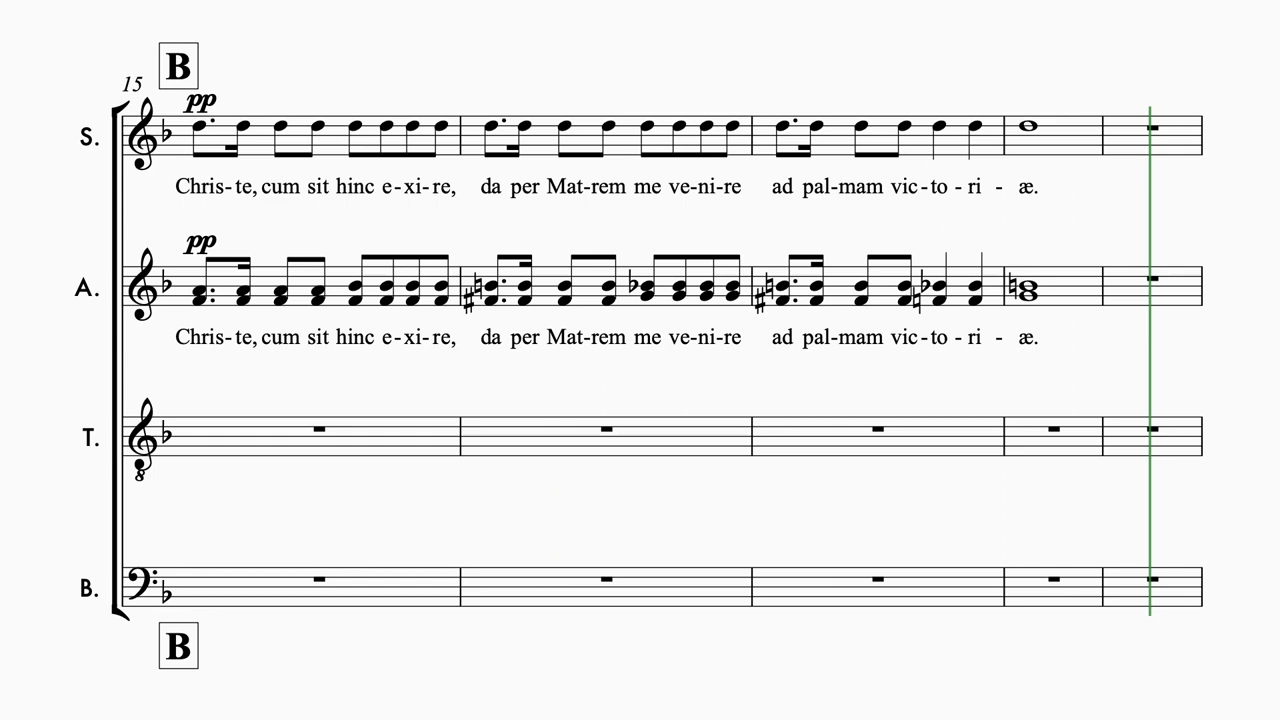 B
15
pp
S.
Chris-te, cum sit hinc e-xi-re, da per Mat-rem me ve-ni-re ad pal-mam vic-to-ri-æ.
pp
A.
Chris-te, cum sit hinc e-xi-re, da per Mat-rem me ve-ni-re ad pal-mam vic-to-ri-æ.
T.
8
B.
B